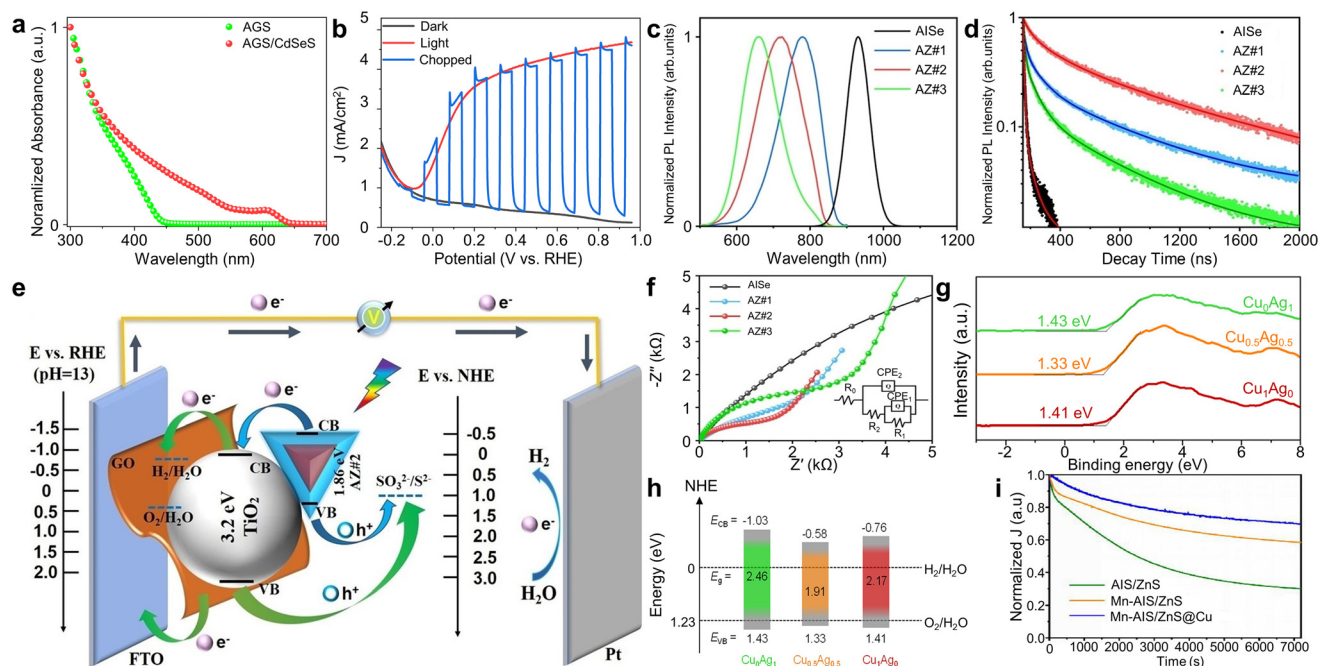 a
Noramlized Absorbance (a.u.)
1
0
AGS
AGS/CdSeS
300 400 500 600 700
Wavelength (nm)
b
J (mA/cm²)
5
4
3
2
1
0
Dark
Light
Chopped
-0.2 0.0 0.2 0.4 0.6 0.8 1.0
Potential (V vs. RHE)
c
Normalized PL Intensity (arb.units)
1
0
AISe
AZ#1
AZ#2
AZ#3
600 800 1000 1200
Wavelength (nm)
d
Normalized PL Intensity (arb.units)
1
0.1
AISe
AZ#1
AZ#2
AZ#3
400 800 1200 1600 2000
Decay Time (ns)
e
e⁻
V
e⁻
E vs. RHE
(pH=13)
-1.5
-1.0
-0.5
0
0.5
1.0
1.5
2.0
e⁻
e⁻
GO
H₂/H₂O
O₂/H₂O
CB
3.2 eV
TiO₂
VB
CB
1.86 eV
AZ#2
VB
h⁺
h⁺
SO₃²⁻/S²⁻
e⁻
FTO
E vs. NHE
-0.5
0
0.5
1.0
1.5
2.0
2.5
3.0
H₂
e⁻
H₂O
Pt
f
-Z″ (kΩ)
5
4
3
2
1
0
AISe
AZ#1
AZ#2
AZ#3
CPE₂
CPE₁
R₀
R₂
R₁
0 1 2 3 4 5
Z′ (kΩ)
g
Intensity (a.u.)
1.43 eV
Cu₀Ag₁
1.33 eV
Cu₀.₅Ag₀.₅
1.41 eV
Cu₁Ag₀
-2 0 2 4 6 8
Binding energy (eV)
h
NHE
Energy (eV)
0
1.23
E_CB =
-1.03
-0.58
-0.76
E_g =
2.46
1.91
2.17
H₂/H₂O
O₂/H₂O
E_VB =
1.43
1.33
1.41
Cu₀Ag₁
Cu₀.₅Ag₀.₅
Cu₁Ag₀
i
Normalized J (a.u)
1.0
0.8
0.6
0.4
0.2
0.0
AIS/ZnS
Mn-AIS/ZnS
Mn-AIS/ZnS@Cu
0 1000 2000 3000 4000 5000 6000 7000
Time (s)